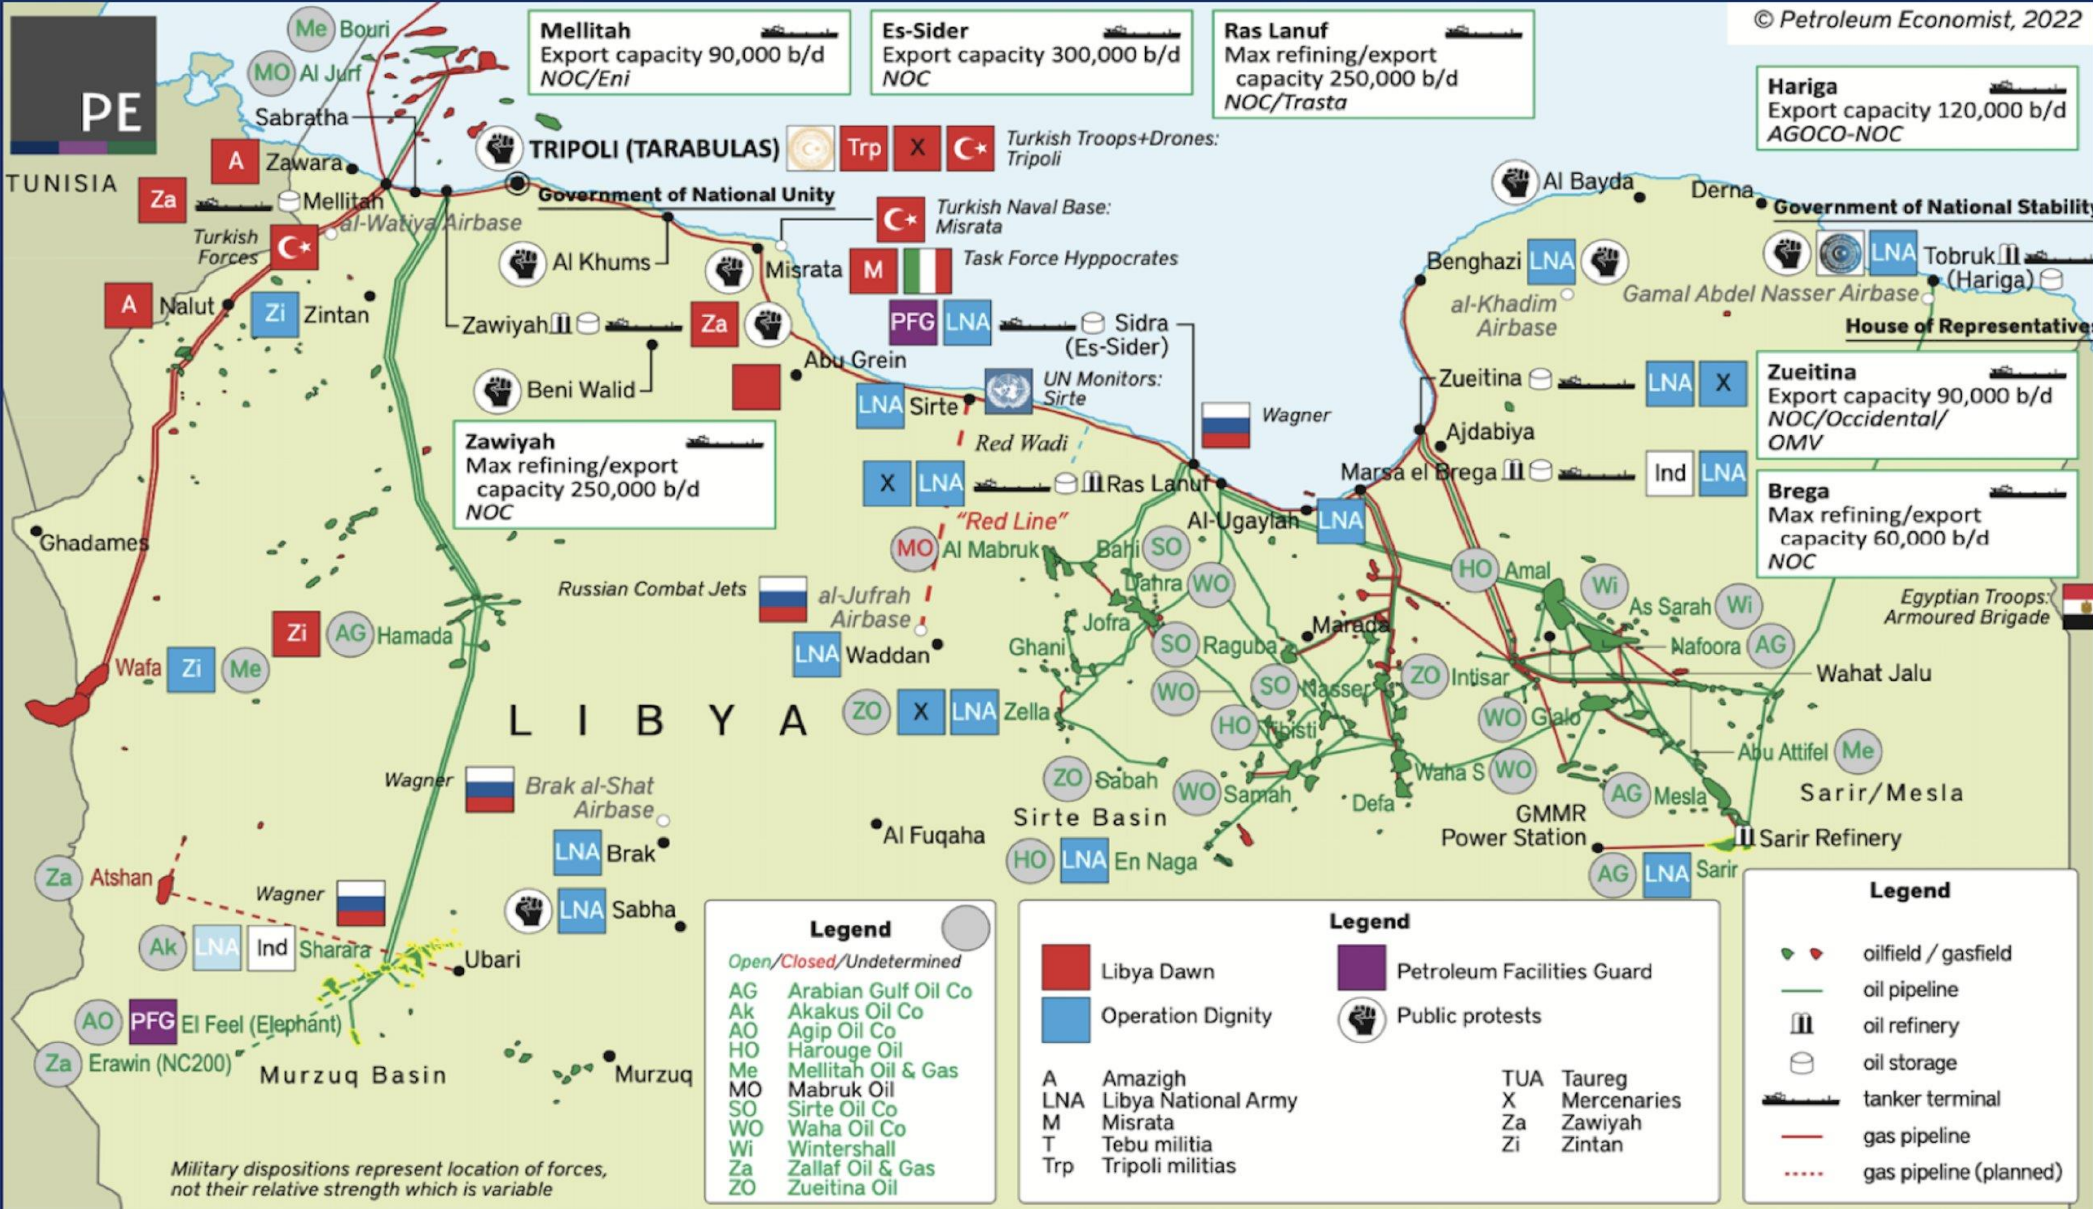 © Petroleum Economist, 2022
PE
Me Bouri
MO Al Jurf
Sabratha
Mellitah
Export capacity 90,000 b/d
NOC/Eni
Es-Sider
Export capacity 300,000 b/d
NOC
Ras Lanuf
Max refining/export
capacity 250,000 b/d
NOC/Trasta
Hariga
Export capacity 120,000 b/d
AGOCO-NOC
TUNISIA
A Zawara
Za Mellitah
al-Watiya Airbase
Turkish
Forces
TRIPOLI (TARABULAS) Trp X
Turkish Troops+Drones:
Tripoli
Government of National Unity
Turkish Naval Base:
Misrata
Al Khums
Misrata M
Task Force Hyppocrates
Al Bayda
Derna
Government of National Stability
Benghazi LNA
LNA Tobruk
(Hariga)
al-Khadim
Airbase
Gamal Abdel Nasser Airbase
House of Representatives
A Nalut
Zi Zintan
Zawiyah Za
PFG LNA Sidra
(Es-Sider)
Abu Grein
Beni Walid
LNA Sirte
UN Monitors:
Sirte
Wagner
Red Wadi
Zueitina LNA X
Ajdabiya
Zueitina
Export capacity 90,000 b/d
NOC/Occidental/
OMV
Zawiyah
Max refining/export
capacity 250,000 b/d
NOC
X LNA Ras Lanuf
Marsa el Brega Ind LNA
"Red Line"
Al-Ugaylah LNA
Brega
Max refining/export
capacity 60,000 b/d
NOC
Ghadames
MO Al Mabruk
Bahi SO
Dahra WO
HO Amal
Wi
As Sarah Wi
Russian Combat Jets
al-Jufrah
Airbase
Egyptian Troops:
Armoured Brigade
Zi AG Hamada
Jofra
Marada
LNA Waddan
Ghani
SO Raguba
Nafoora AG
Wafa Zi Me
WO
SO Nasser
ZO Intisar
Wahat Jalu
LIBYA
ZO X LNA Zella
HO Tibisti
WO Gialo
Abu Attifel Me
Wagner
Brak al-Shat
Airbase
ZO Sabah
WO Samah
Waha S WO
Defa
AG Mesla
Sarir/Mesla
Sirte Basin
GMMR
Power Station
Sarir Refinery
Al Fuqaha
LNA Brak
HO LNA En Naga
AG LNA Sarir
Za Atshan
Wagner
LNA Sabha
Ak LNA Ind Sharara
Ubari
AO PFG El Feel (Elephant)
Za Erawin (NC200)
Murzuq Basin
Murzuq
Military dispositions represent location of forces,
not their relative strength which is variable
Legend
Open/Closed/Undetermined
AG Arabian Gulf Oil Co
Ak Akakus Oil Co
AO Agip Oil Co
HO Harouge Oil
Me Mellitah Oil & Gas
MO Mabruk Oil
SO Sirte Oil Co
WO Waha Oil Co
Wi Wintershall
Za Zallaf Oil & Gas
ZO Zueitina Oil
Legend
Libya Dawn
Operation Dignity
Petroleum Facilities Guard
Public protests
A Amazigh
LNA Libya National Army
M Misrata
T Tebu militia
Trp Tripoli militias
TUA Taureg
X Mercenaries
Za Zawiyah
Zi Zintan
Legend
oilfield / gasfield
oil pipeline
oil refinery
oil storage
tanker terminal
gas pipeline
gas pipeline (planned)